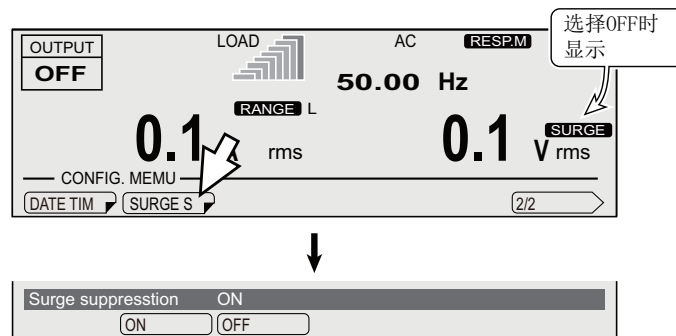 选择OFF时
显示
OUTPUT
OFF
LOAD
AC
RESP.M
50.00 Hz
RANGE L
0.1
rms
0.1
SURGE
V rms
CONFIG. MEMU
DATE TIM
SURGE S
2/2
Surge suppresstion ON
ON
OFF